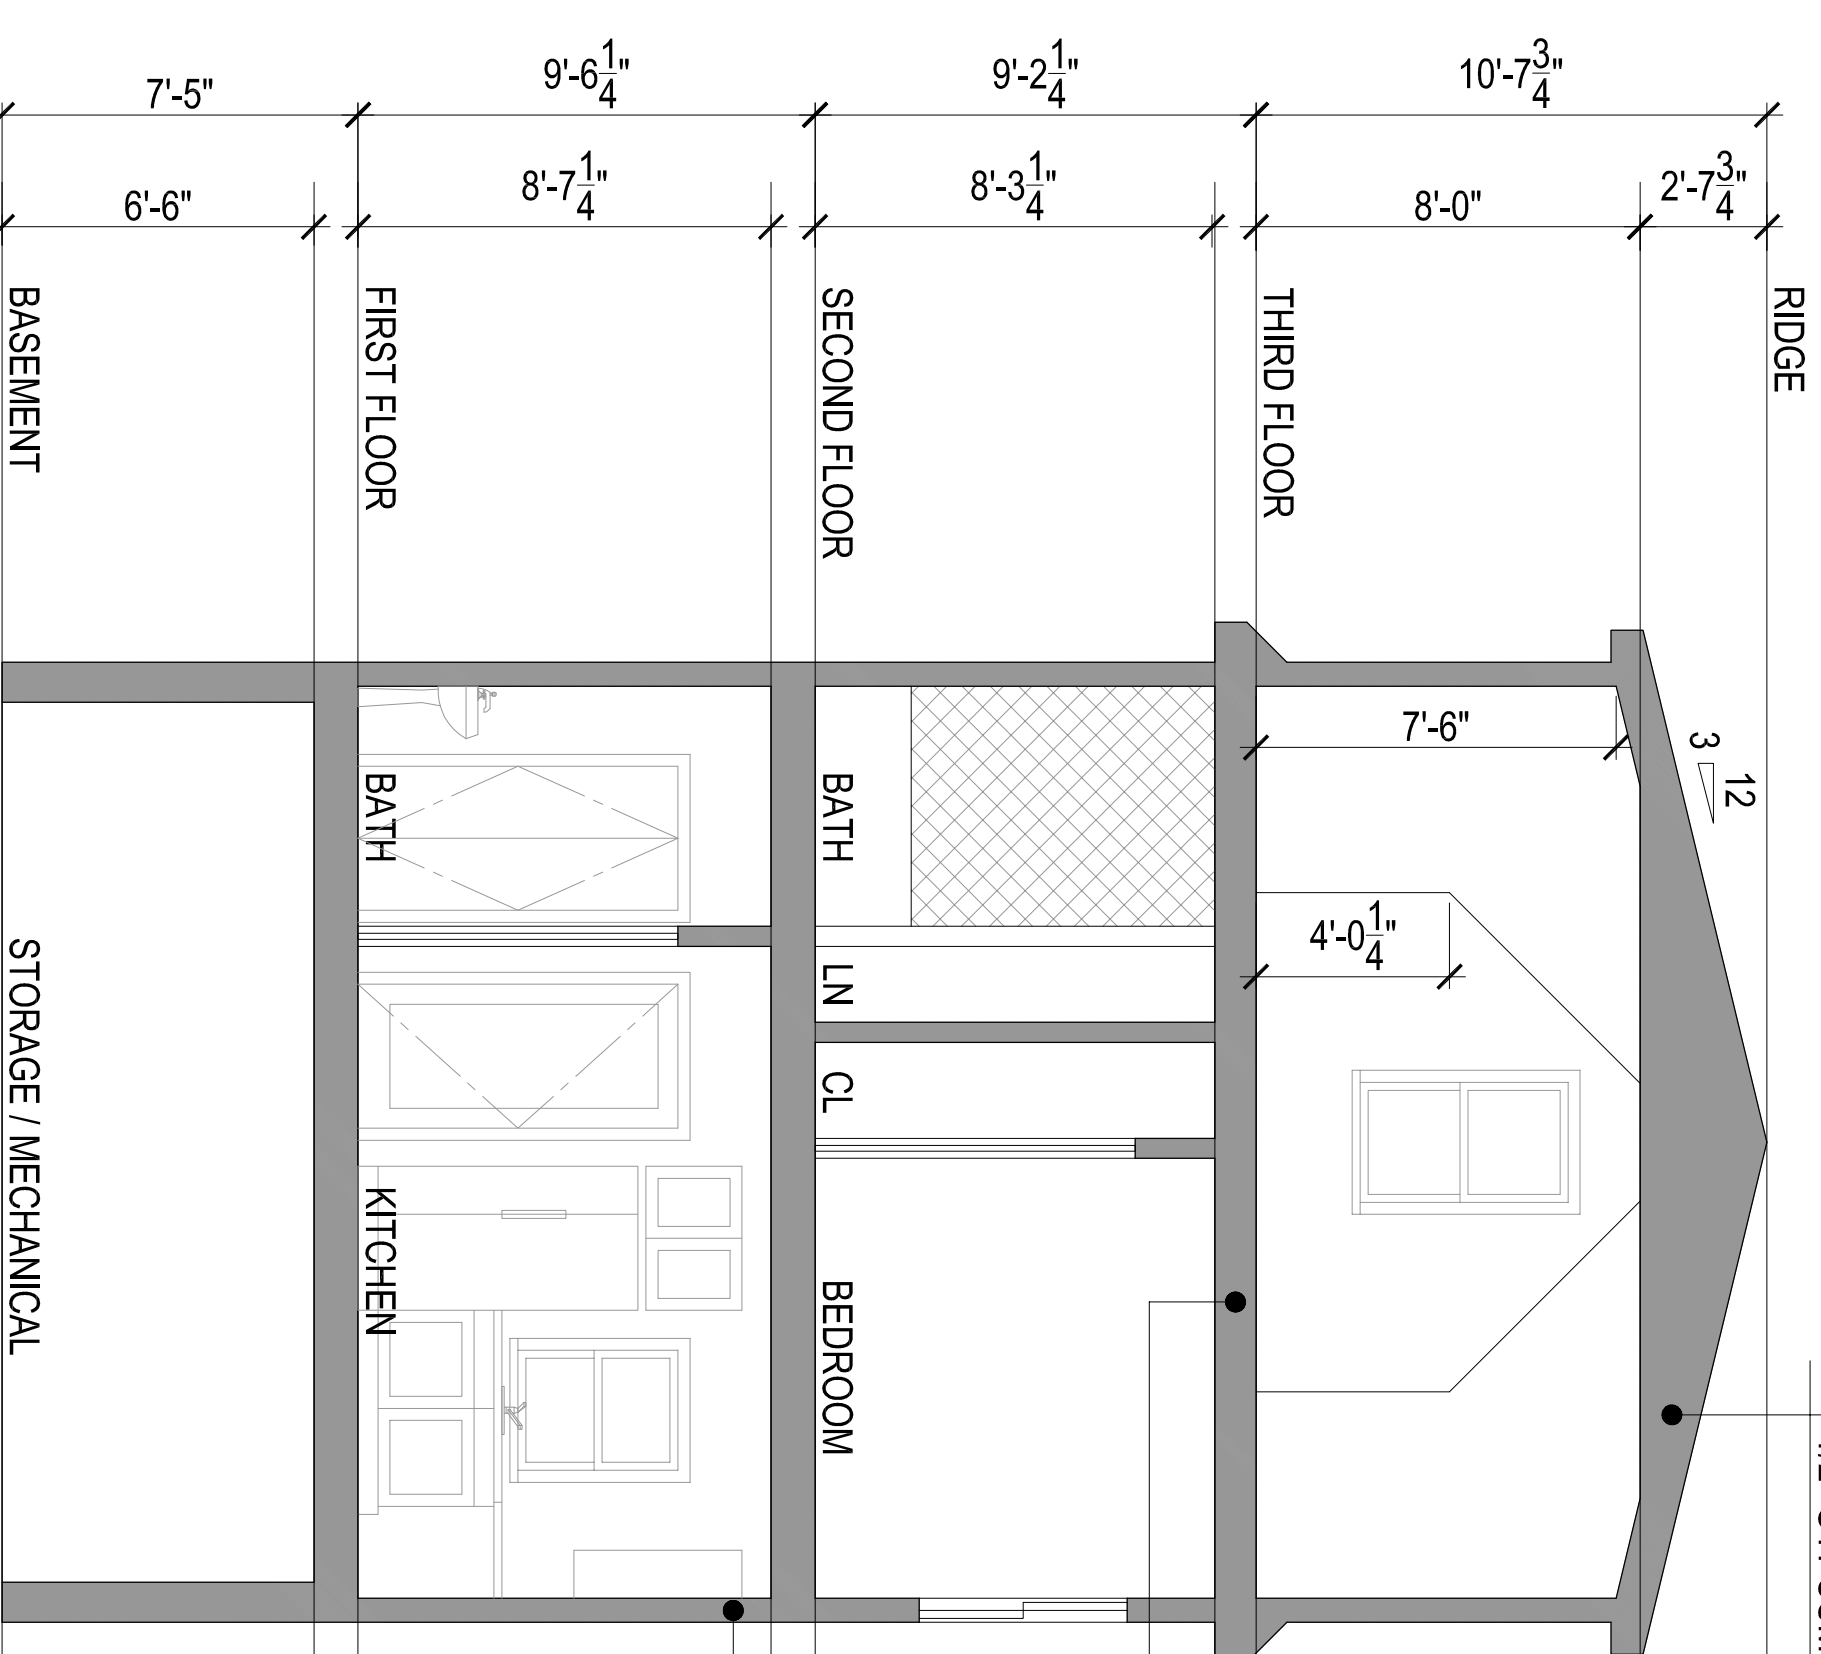 7'-5"
9'-6 1/4"
9'-2 1/4"
10'-7 3/4"
6'-6"
8'-7 1/4"
8'-3 1/4"
8'-0"
2'-7 3/4"
RIDGE
THIRD FLOOR
SECOND FLOOR
FIRST FLOOR
BASEMENT
3
12
7'-6"
4'-0 1/4"
BATH
LN
CL
BEDROOM
BATH
KITCHEN
STORAGE / MECHANICAL